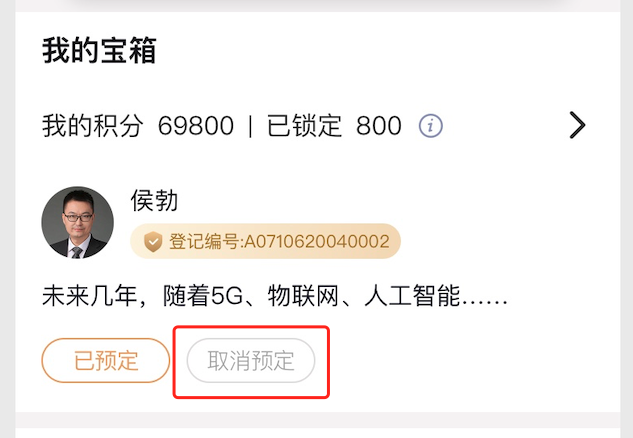 我的宝箱
我的积分 69800 | 已锁定 800
侯勃
登记编号:A0710620040002
未来几年，随着5G、物联网、人工智能……
已预定 取消预定